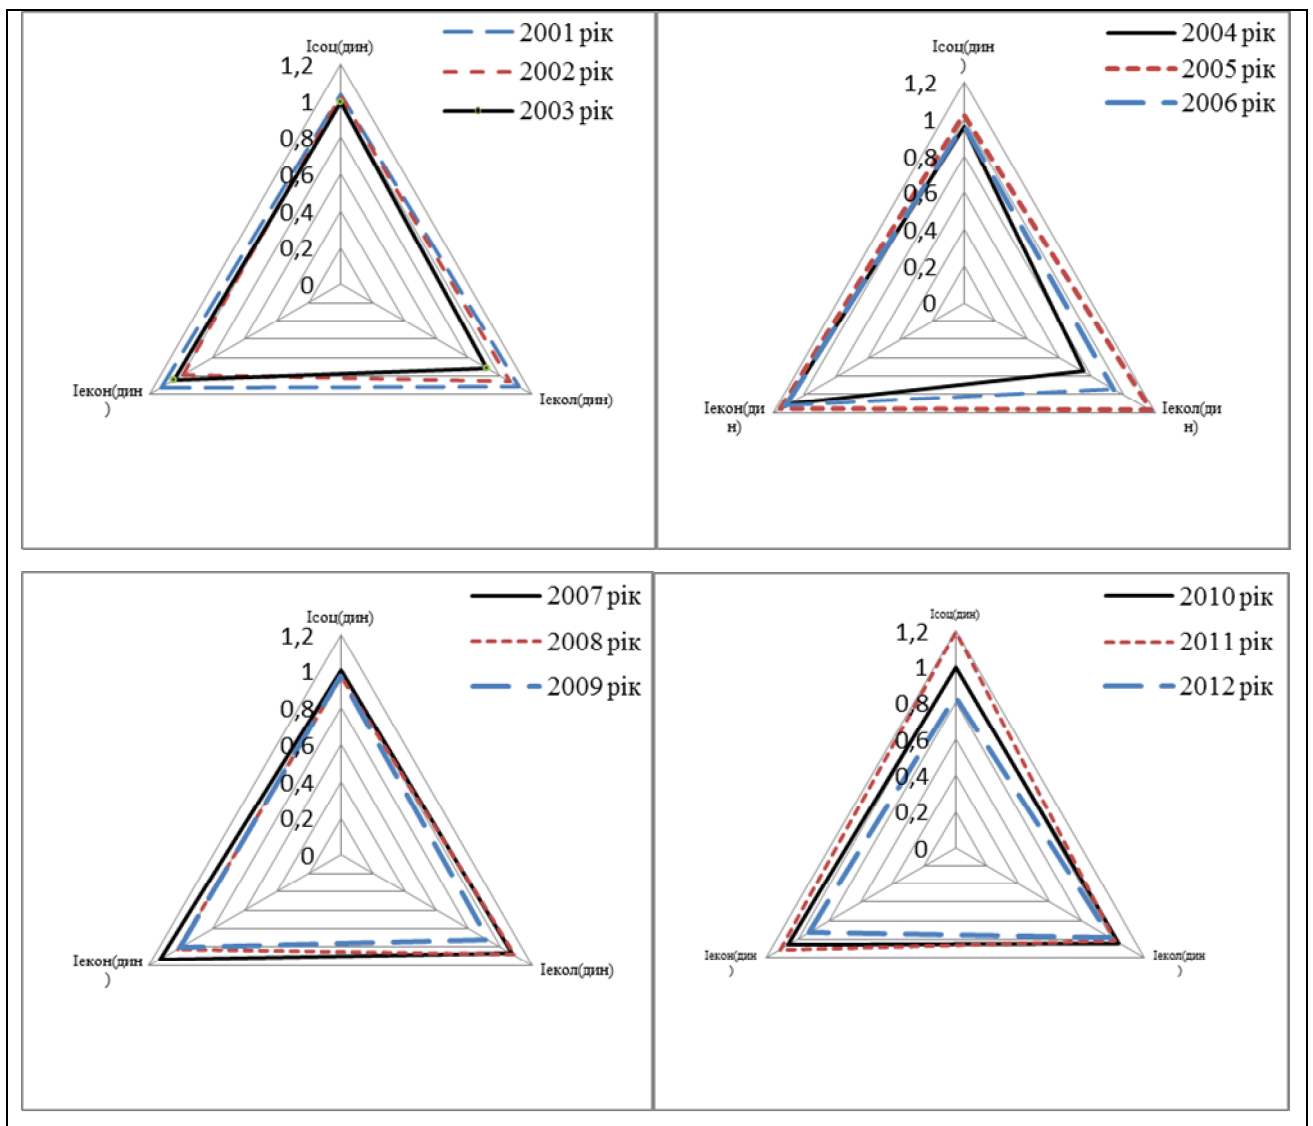 Ісоц(дин)
2001 рік
2002 рік
2003 рік
1,2
1
0,8
0,6
0,4
0,2
0
Іекон(дин
)
Іекол(дин)
Ісоц(дин
)
2004 рік
2005 рік
2006 рік
1,2
1
0,8
0,6
0,4
0,2
0
Іекон(ди
н)
Іекол(ди
н)
Ісоц(дин)
2007 рік
2008 рік
2009 рік
1,2
1
0,8
0,6
0,4
0,2
0
Іекон(дин
)
Іекол(дин)
Ісоц(дин)
2010 рік
2011 рік
2012 рік
1,2
1
0,8
0,6
0,4
0,2
0
Іекон(дин
)
Іекол(дин
)